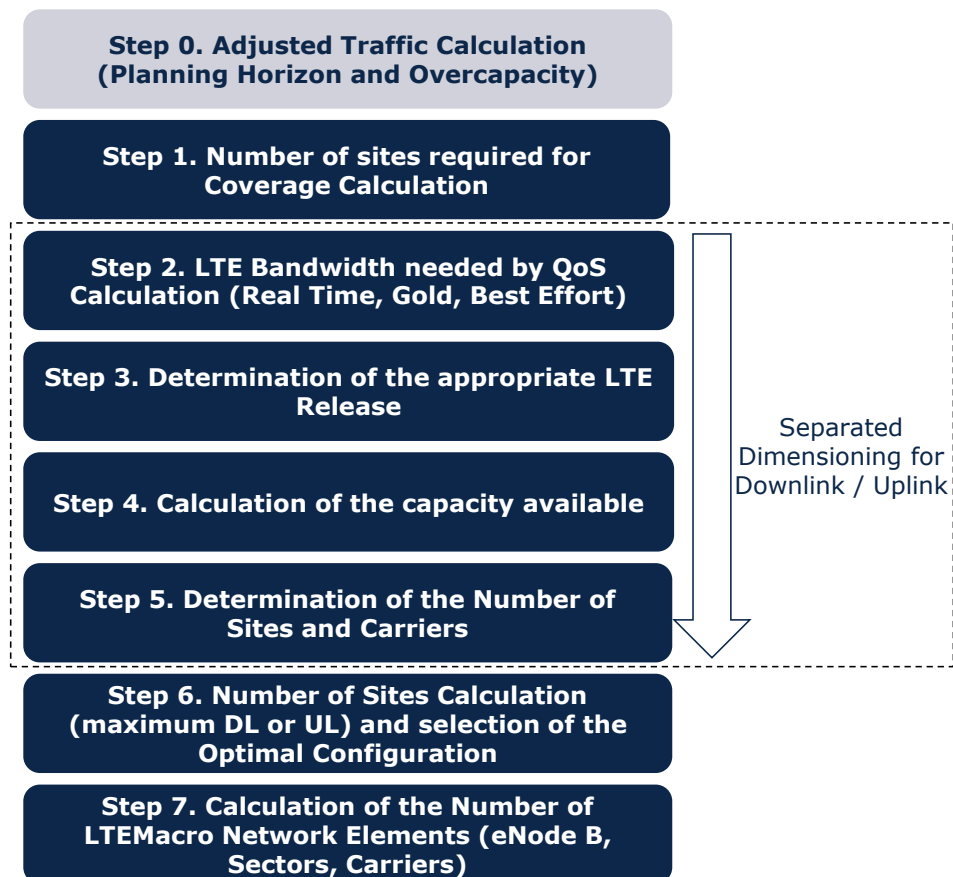 Step 0. Adjusted Traffic Calculation
(Planning Horizon and Overcapacity)
Step 1. Number of sites required for
Coverage Calculation
Step 2. LTE Bandwidth needed by QoS
Calculation (Real Time, Gold, Best Effort)
Step 3. Determination of the appropriate LTE
Release
Step 4. Calculation of the capacity available
Step 5. Determination of the Number of
Sites and Carriers
Separated
Dimensioning for
Downlink / Uplink
Step 6. Number of Sites Calculation
(maximum DL or UL) and selection of the
Optimal Configuration
Step 7. Calculation of the Number of
LTEMacro Network Elements (eNode B,
Sectors, Carriers)